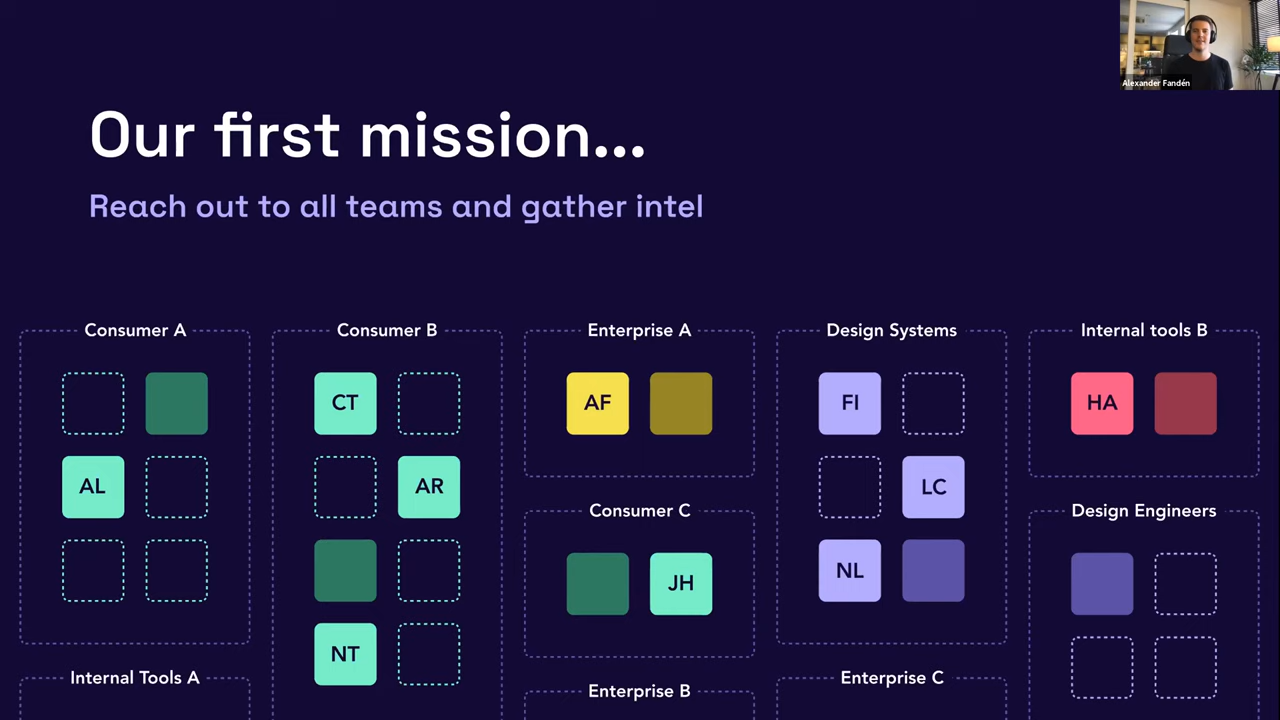 Alexander Fandén
Our first mission...
Reach out to all teams and gather intel
Consumer A
Consumer B
Enterprise A
Design Systems
Internal tools B
CT
AF
FI
HA
AL
AR
LC
Consumer C
Design Engineers
NL
JH
NT
Internal Tools A
Enterprise B
Enterprise C